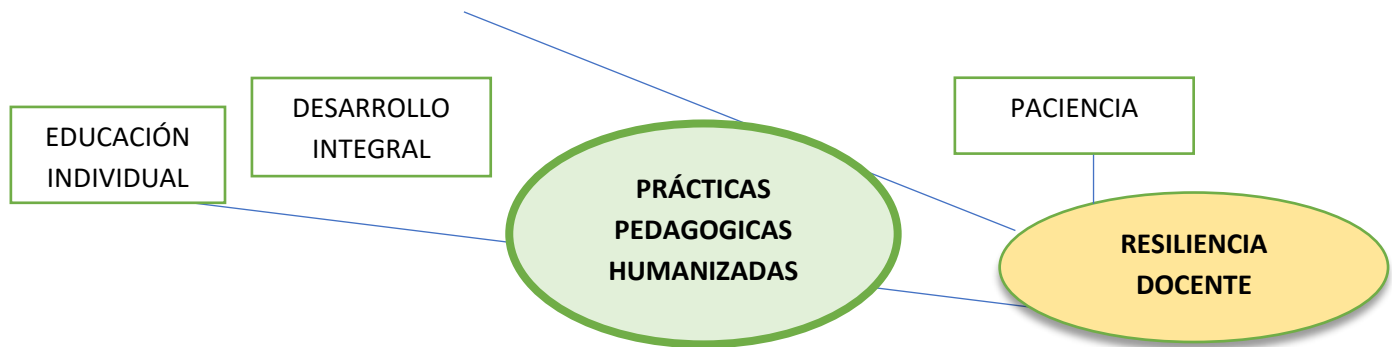 EDUCACIÓN
INDIVIDUAL
DESARROLLO
INTEGRAL
PRÁCTICAS
PEDAGOGICAS
HUMANIZADAS
PACIENCIA
RESILIENCIA
DOCENTE